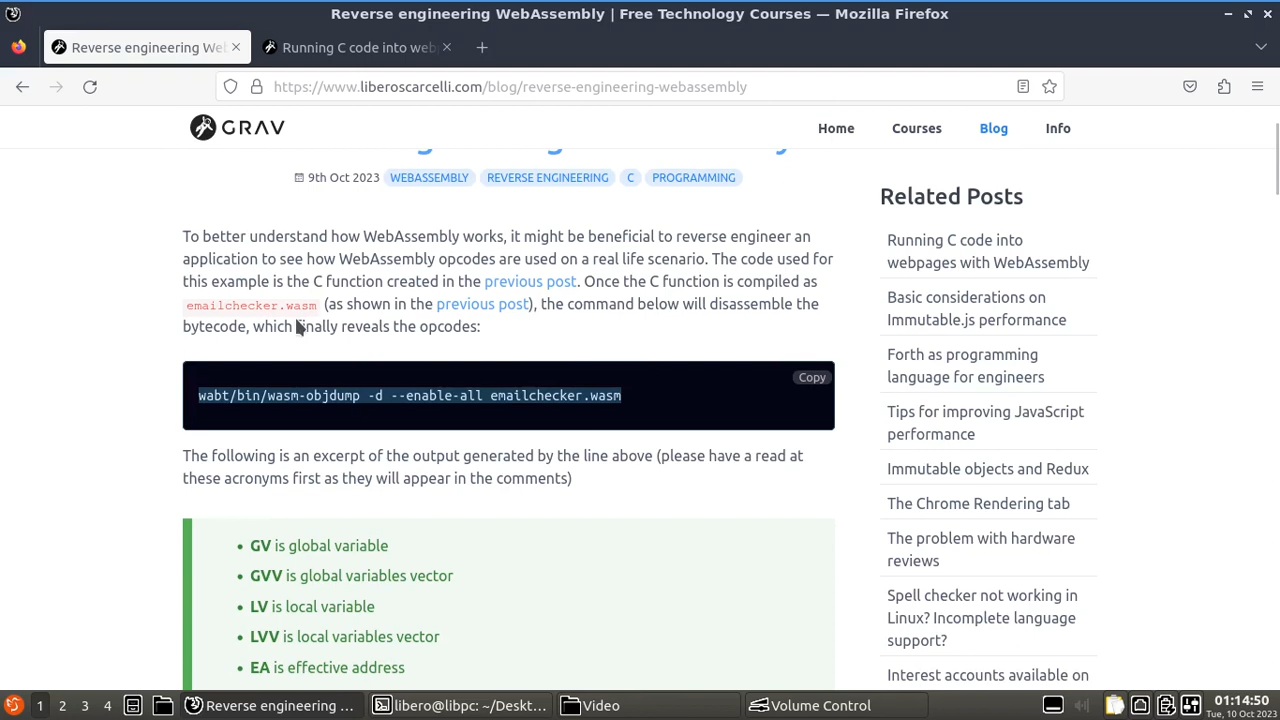 Reverse engineering WebAssembly | Free Technology Courses — Mozilla Firefox
Reverse engineering We
Running C code into web
https://www.liberoscarcelli.com/blog/reverse-engineering-webassembly
GRAV
Home
Courses
Blog
Info
9th Oct 2023
WEBASSEMBLY
REVERSE ENGINEERING
C
PROGRAMMING
To better understand how WebAssembly works, it might be beneficial to reverse engineer an
application to see how WebAssembly opcodes are used on a real life scenario. The code used for
this example is the C function created in the previous post. Once the C function is compiled as
emailchecker.wasm (as shown in the previous post), the command below will disassemble the
bytecode, which finally reveals the opcodes:
Copy
wabt/bin/wasm-objdump -d --enable-all emailchecker.wasm
The following is an excerpt of the output generated by the line above (please have a read at
these acronyms first as they will appear in the comments)
• GV is global variable
• GVV is global variables vector
• LV is local variable
• LVV is local variables vector
• EA is effective address
Related Posts
Running C code into
webpages with WebAssembly
Basic considerations on
Immutable.js performance
Forth as programming
language for engineers
Tips for improving JavaScript
performance
Immutable objects and Redux
The Chrome Rendering tab
The problem with hardware
reviews
Spell checker not working in
Linux? Incomplete language
support?
Interest accounts available on
1
2
3
4
Reverse engineering ...
libero@libpc: ~/Deskt...
Video
Volume Control
01:14:50
Tue, 10 Oct 2023